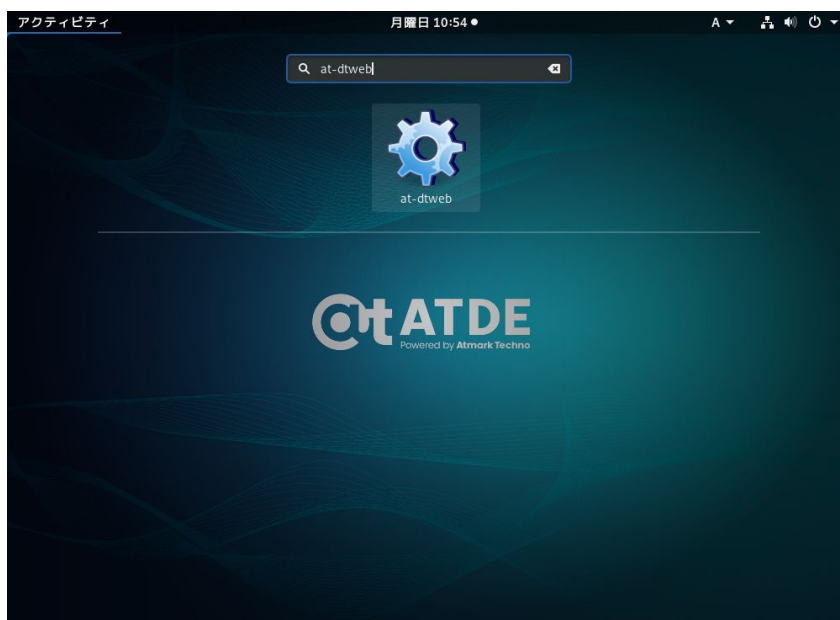 アクティビティ
月曜日 10:54
A
at-dtweb
at-dtweb
at ATDE
Powered by Atmark Techno